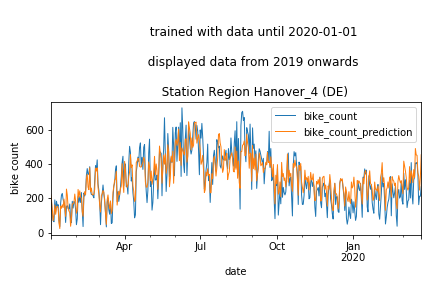 trained with data until 2020-01-01
displayed data from 2019 onwards
Station Region Hanover_4 (DE)
bike_count
bike_count_prediction
bike count
600
400
200
0
Apr
Jul
Oct
Jan
2020
date